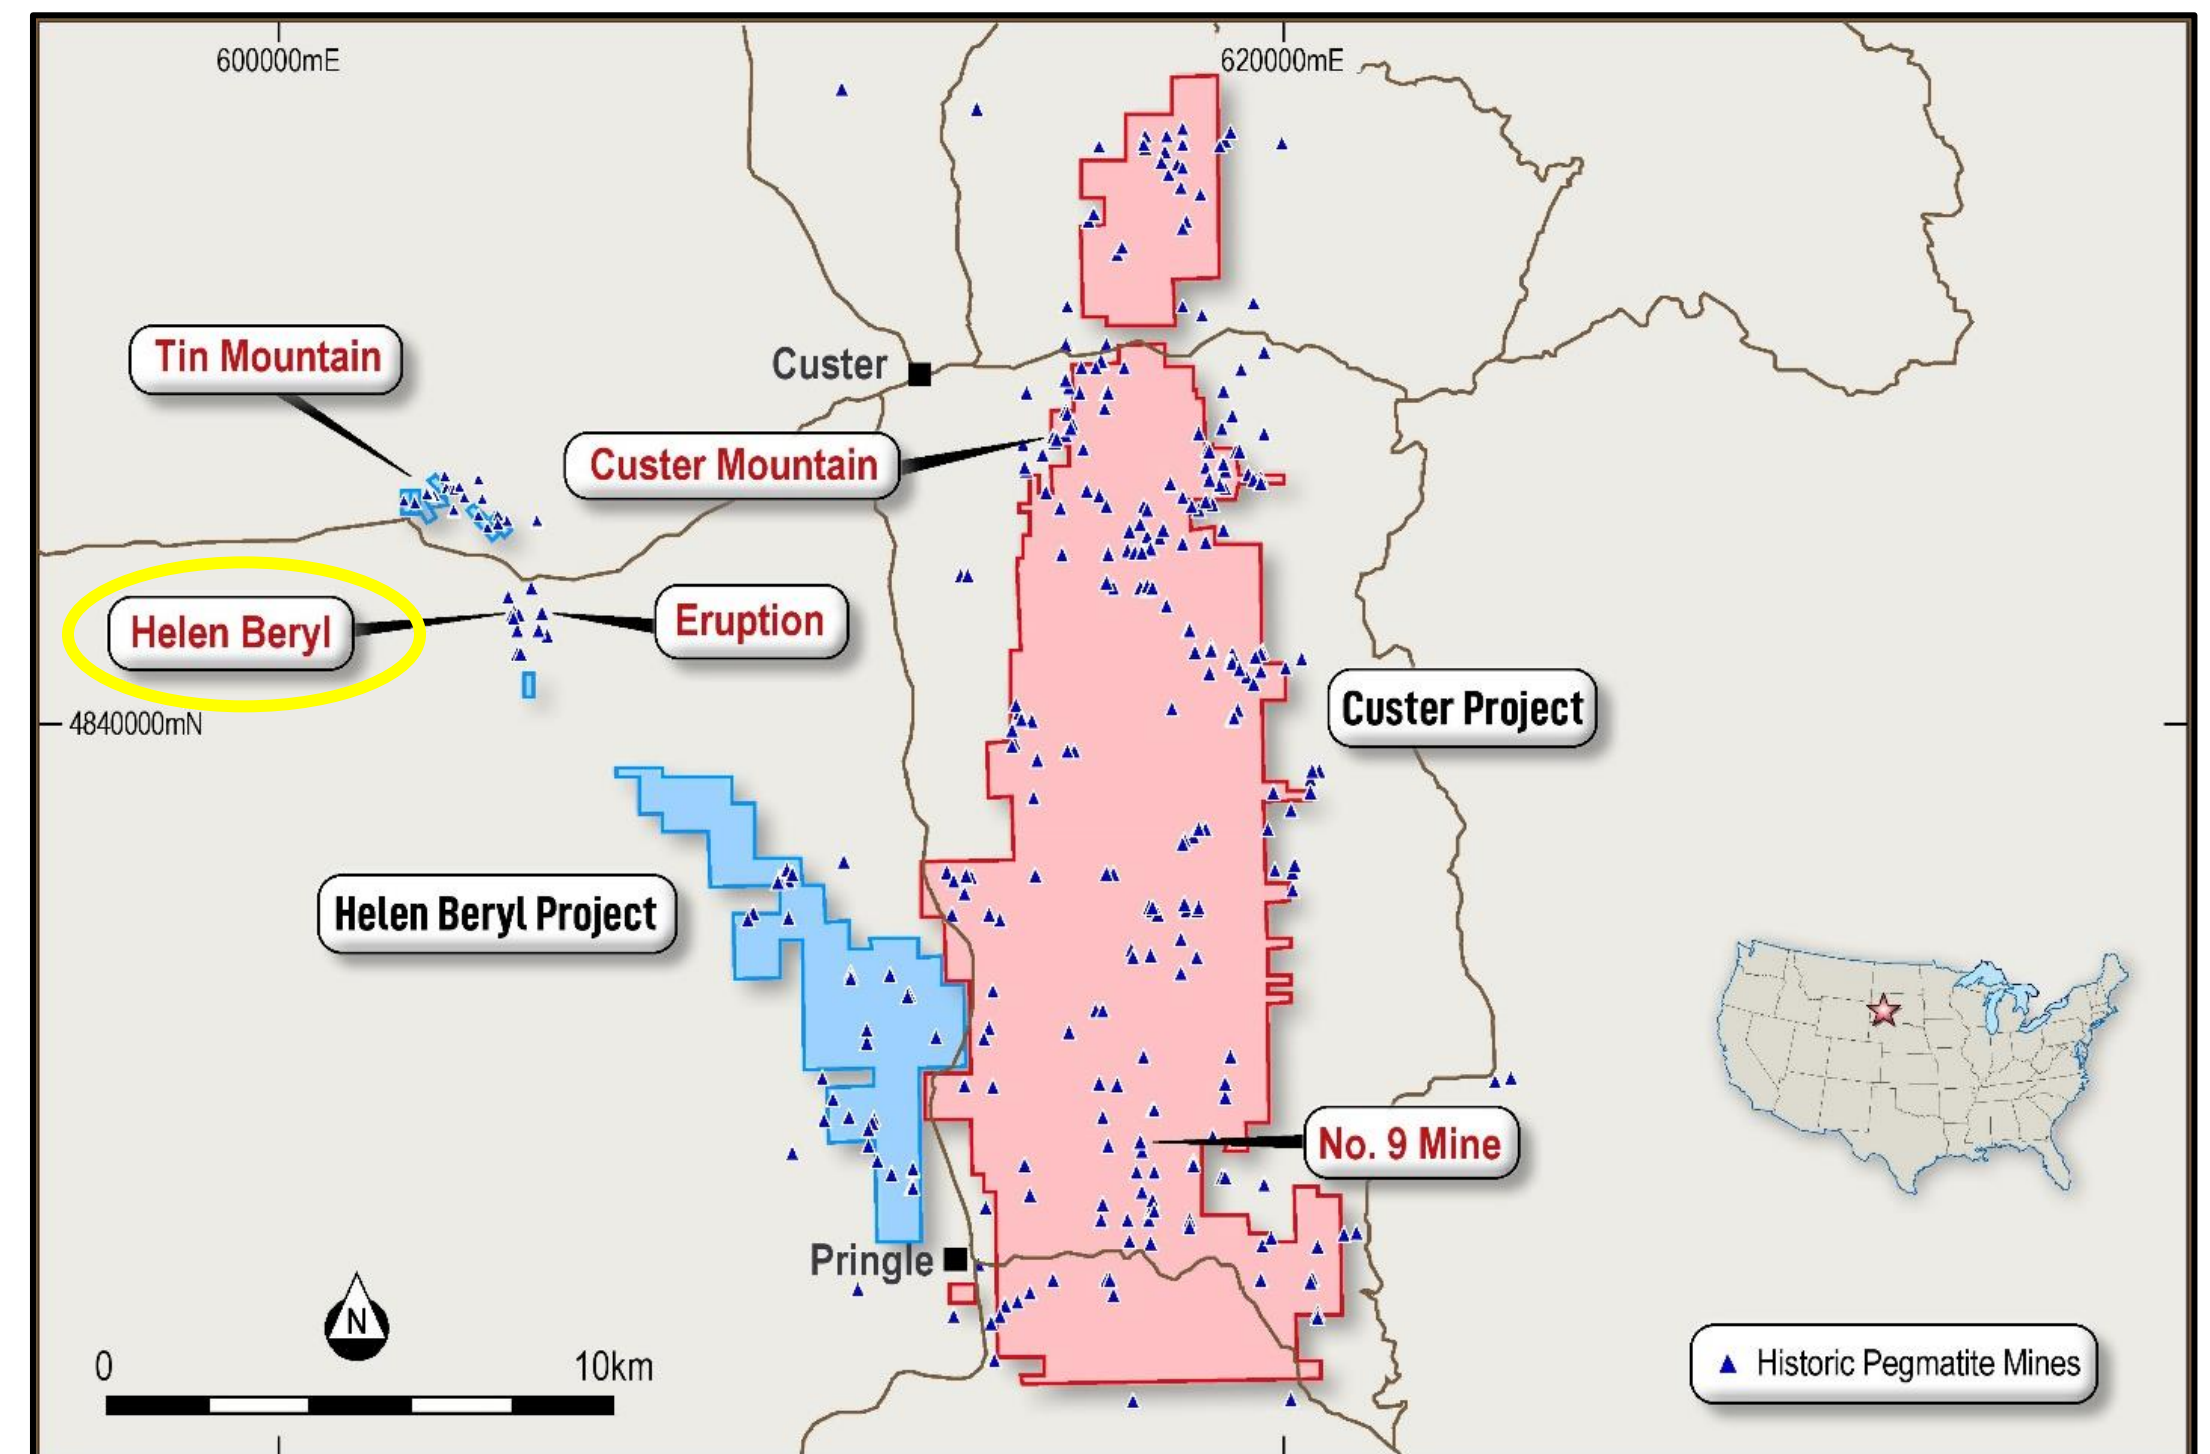 600000mE
620000mE
Tin Mountain
Custer
Custer Mountain
Helen Beryl
Eruption
Custer Project
4840000mN
Helen Beryl Project
No. 9 Mine
Pringle
N
0 10km
Historic Pegmatite Mines